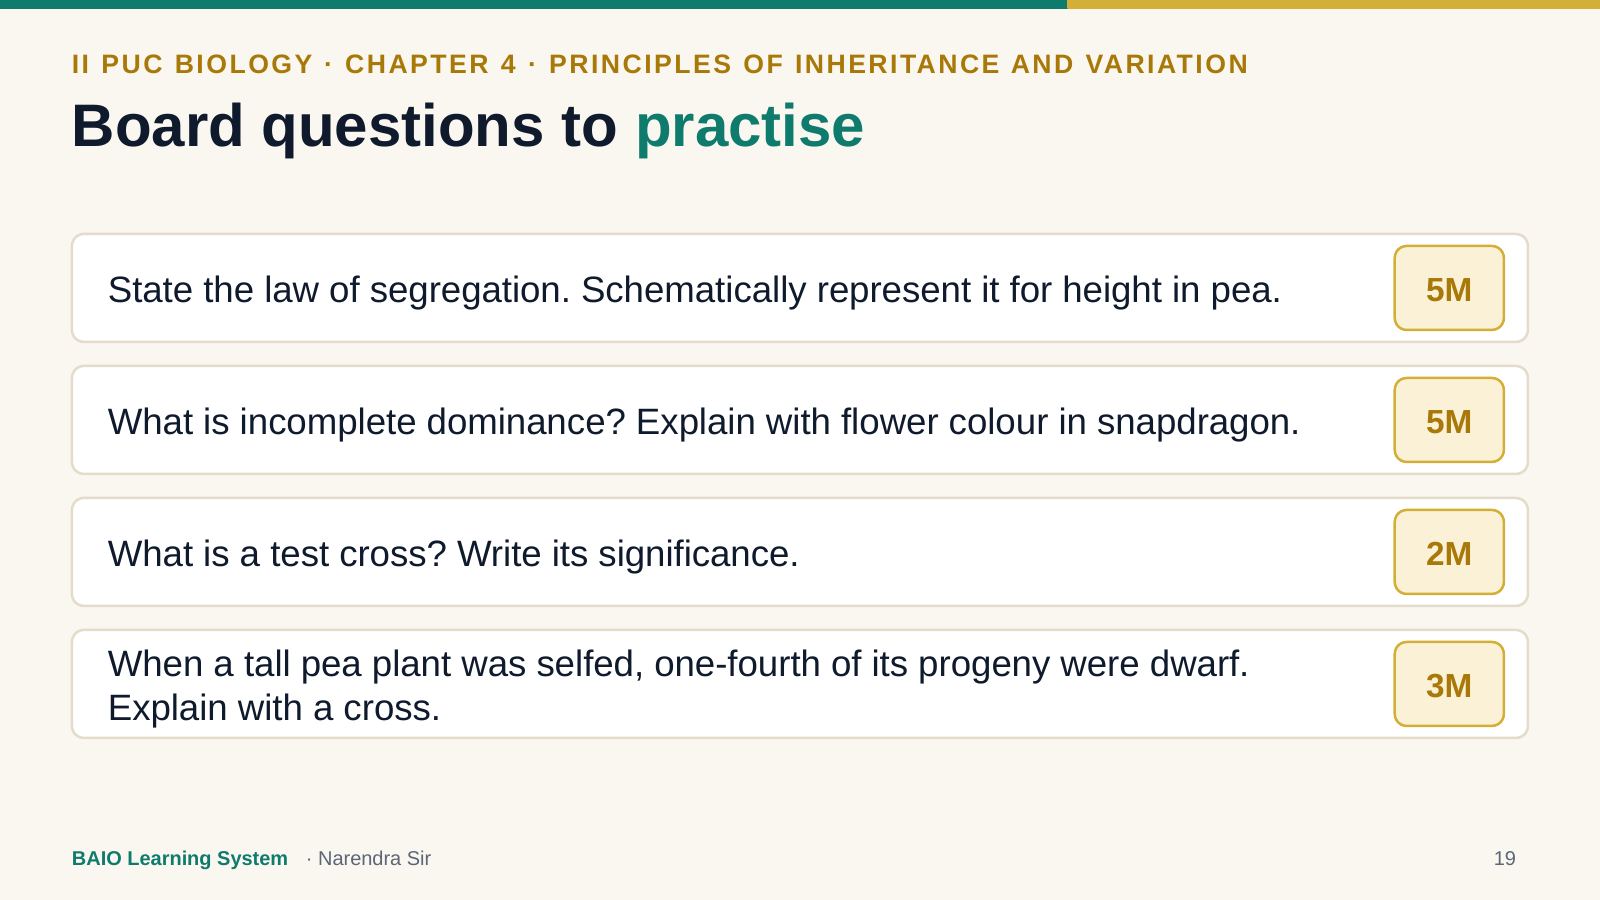 II PUC BIOLOGY · CHAPTER 4 · PRINCIPLES OF INHERITANCE AND VARIATION
Board questions to practise
State the law of segregation. Schematically represent it for height in pea.
5M
What is incomplete dominance? Explain with flower colour in snapdragon.
5M
What is a test cross? Write its significance.
2M
When a tall pea plant was selfed, one-fourth of its progeny were dwarf.
Explain with a cross.
3M
BAIO Learning System · Narendra Sir
19